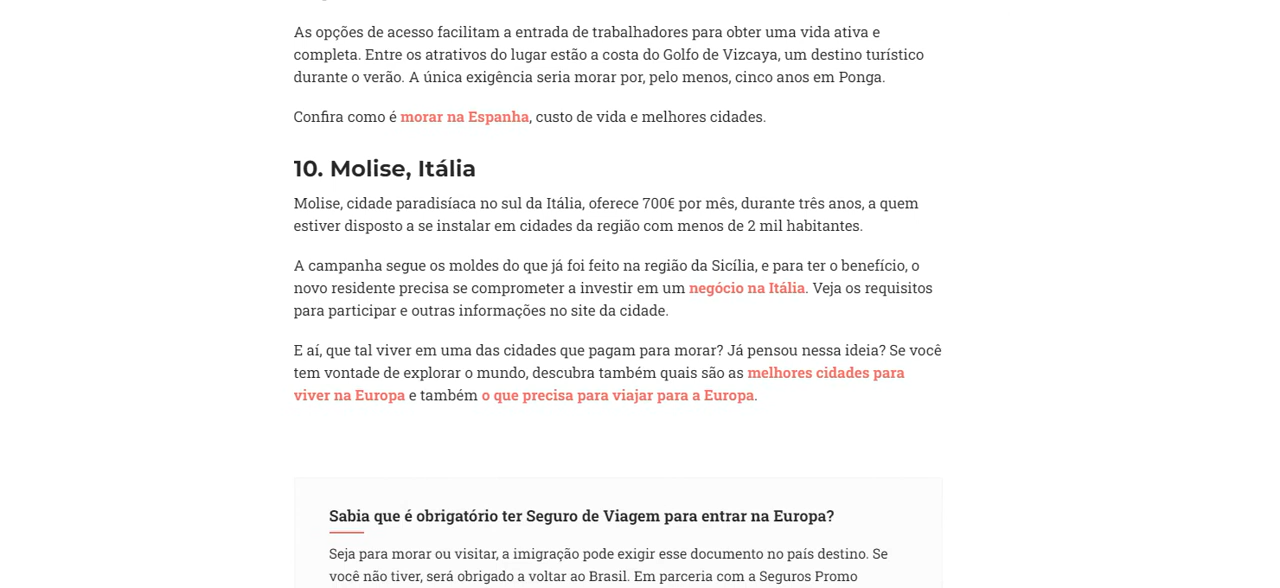 As opções de acesso facilitam a entrada de trabalhadores para obter uma vida ativa e
completa. Entre os atrativos do lugar estão a costa do Golfo de Vizcaya, um destino turístico
durante o verão. A única exigência seria morar por, pelo menos, cinco anos em Ponga.
Confira como é morar na Espanha, custo de vida e melhores cidades.
10. Molise, Itália
Molise, cidade paradisíaca no sul da Itália, oferece 700€ por mês, durante três anos, a quem
estiver disposto a se instalar em cidades da região com menos de 2 mil habitantes.
A campanha segue os moldes do que já foi feito na região da Sicília, e para ter o benefício, o
novo residente precisa se comprometer a investir em um negócio na Itália. Veja os requisitos
para participar e outras informações no site da cidade.
E aí, que tal viver em uma das cidades que pagam para morar? Já pensou nessa ideia? Se você
tem vontade de explorar o mundo, descubra também quais são as melhores cidades para
viver na Europa e também o que precisa para viajar para a Europa.
Sabia que é obrigatório ter Seguro de Viagem para entrar na Europa?
Seja para morar ou visitar, a imigração pode exigir esse documento no país destino. Se
você não tiver, será obrigado a voltar ao Brasil. Em parceria com a Seguros Promo